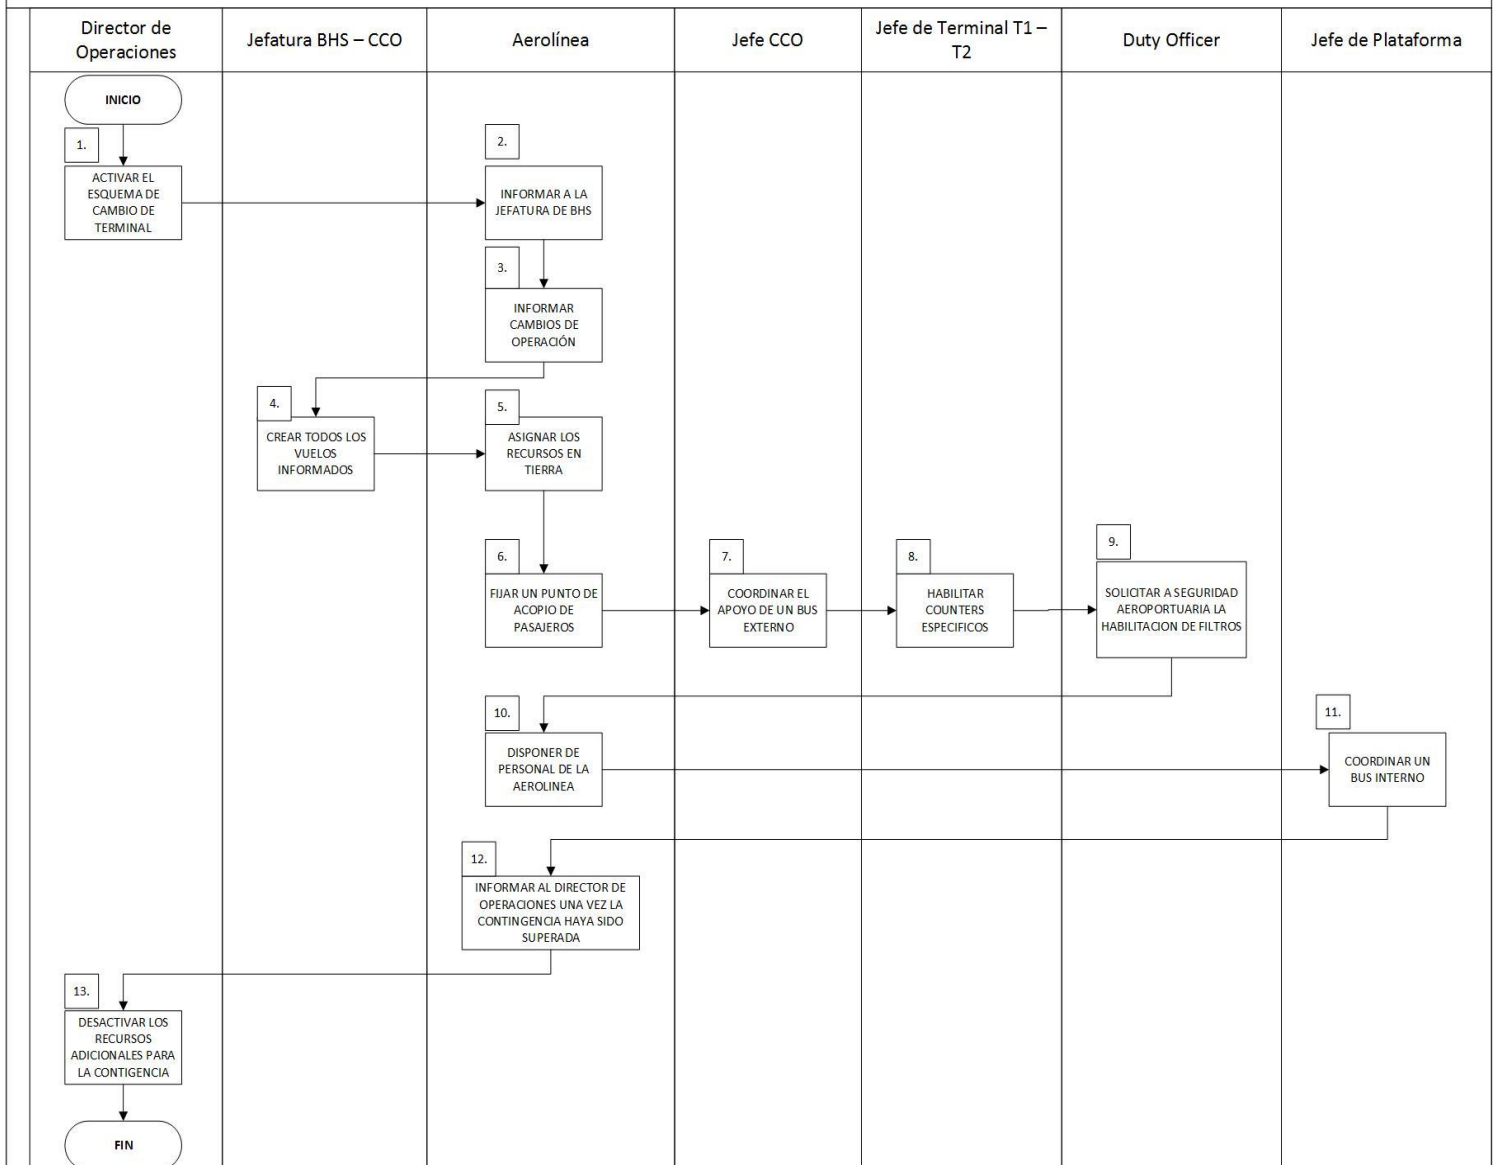 Director de
Operaciones
Jefatura BHS – CCO
Aerolínea
Jefe CCO
Jefe de Terminal T1 –
T2
Duty Officer
Jefe de Plataforma
INICIO
1.
ACTIVAR EL
ESQUEMA DE
CAMBIO DE
TERMINAL
2.
INFORMAR A LA
JEFATURA DE BHS
3.
INFORMAR
CAMBIOS DE
OPERACIÓN
4.
CREAR TODOS LOS
VUELOS
INFORMADOS
5.
ASIGNAR LOS
RECURSOS EN
TIERRA
6.
FIJAR UN PUNTO DE
ACOPIO DE
PASAJEROS
7.
COORDINAR EL
APOYO DE UN BUS
EXTERNO
8.
HABILITAR
COUNTERS
ESPECIFICOS
9.
SOLICITAR A SEGURIDAD
AEROPORTUARIA LA
HABILITACION DE FILTROS
10.
DISPONER DE
PERSONAL DE LA
AEROLINEA
11.
COORDINAR UN
BUS INTERNO
12.
INFORMAR AL DIRECTOR DE
OPERACIONES UNA VEZ LA
CONTINGENCIA HAYA SIDO
SUPERADA
13.
DESACTIVAR LOS
RECURSOS
ADICIONALES PARA
LA CONTIGENCIA
FIN